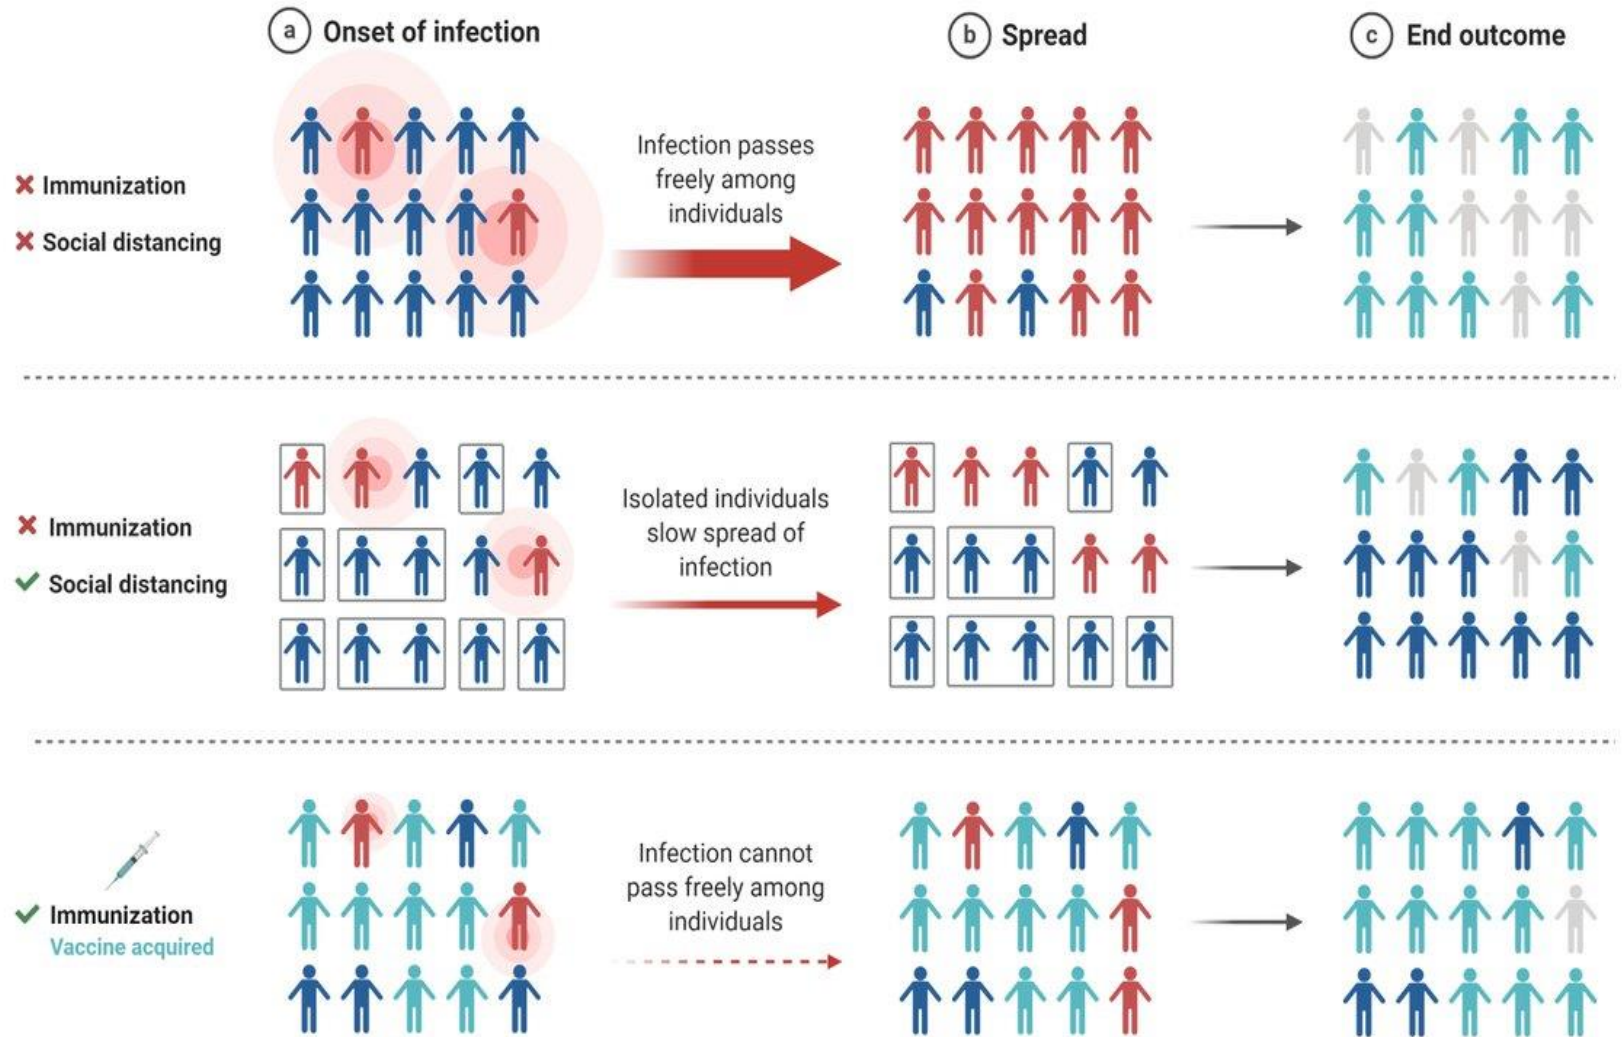 a Onset of infection
b Spread
c End outcome
Immunization
Social distancing
Infection passes
freely among
individuals
Immunization
Social distancing
Isolated individuals
slow spread of
infection
Immunization
Vaccine acquired
Infection cannot
pass freely among
individuals